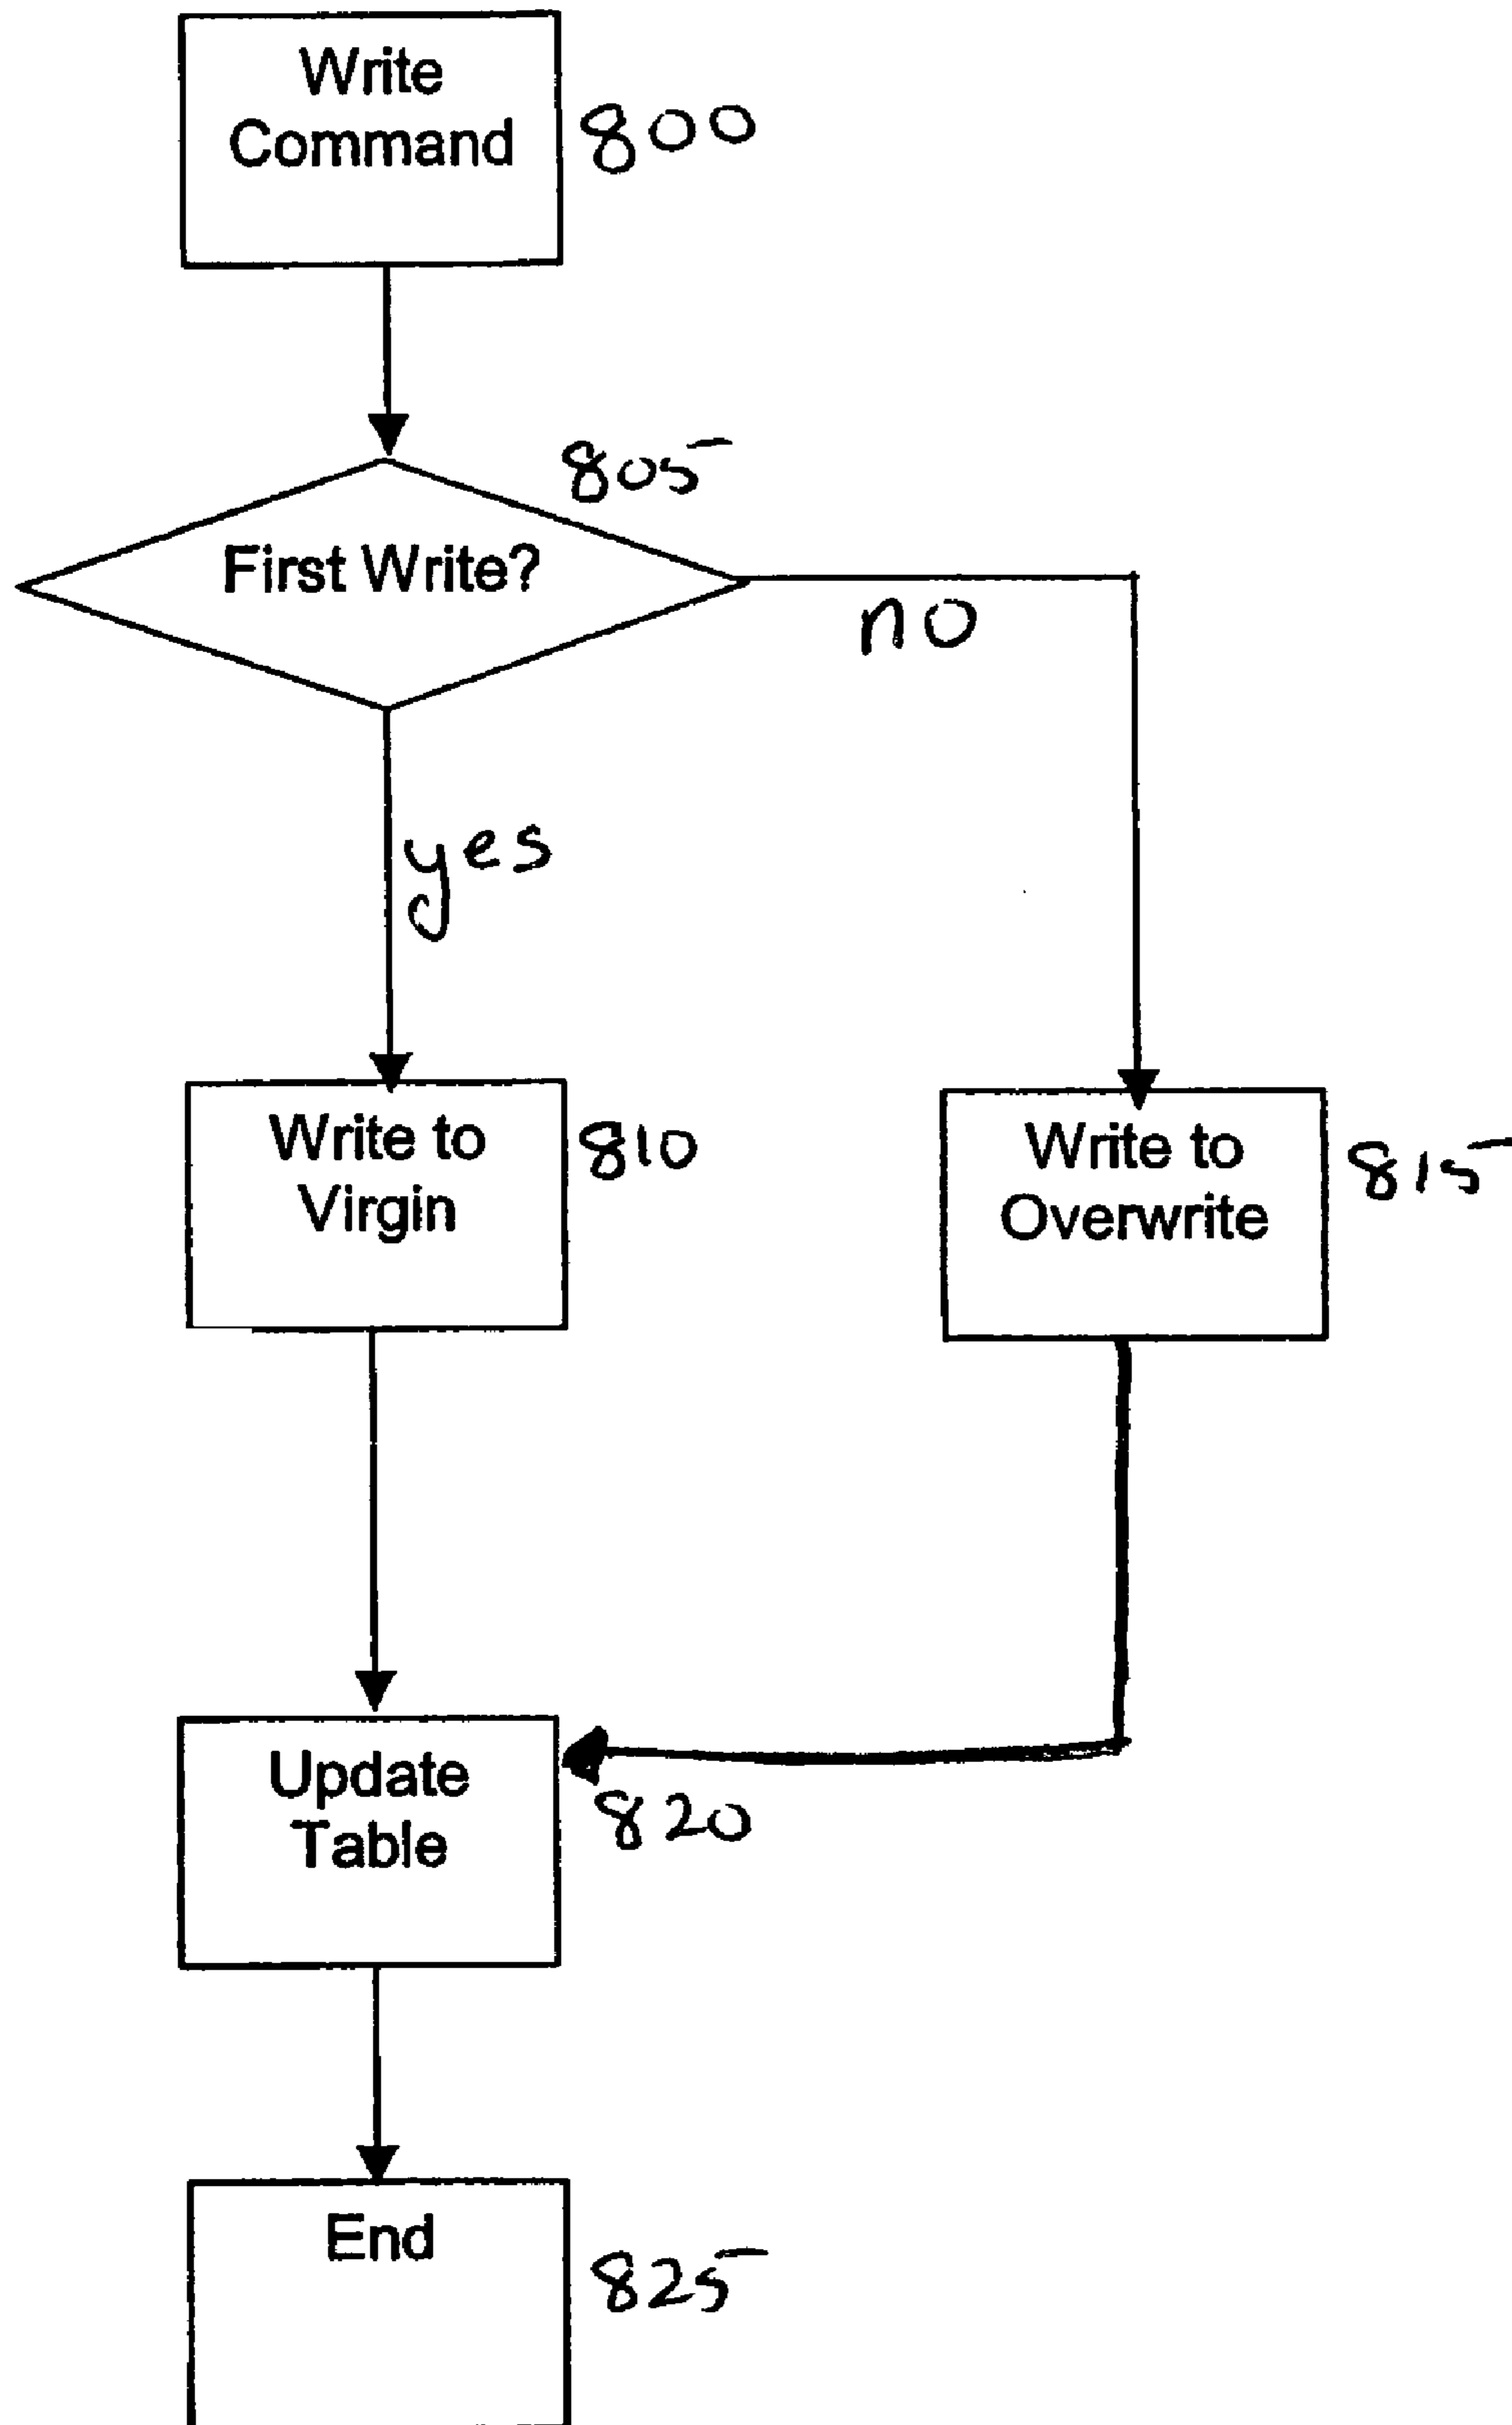 Write
Command
800
805
First Write?
no
yes
Write to
Virgin
810
Write to
Overwrite
815
Update
Table
820
End
825